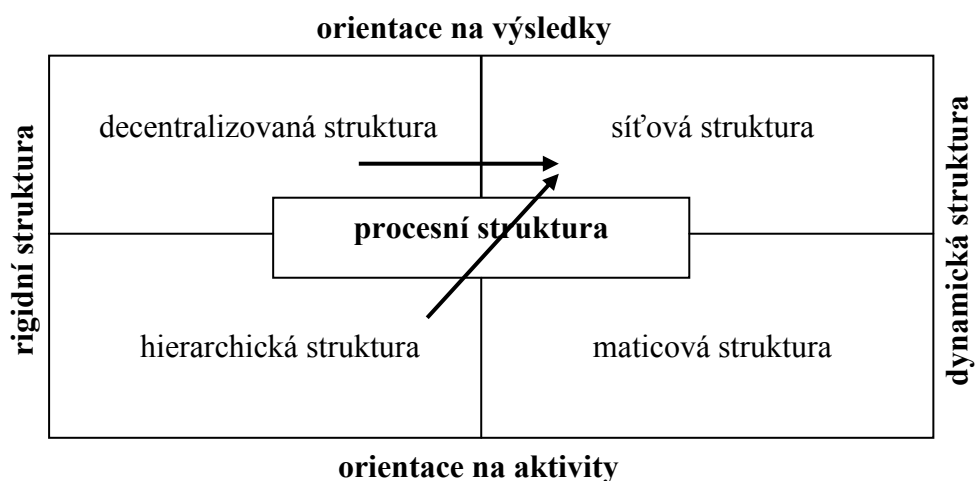 orientace na výsledky
decentralizovaná struktura
síťová struktura
rigidní struktura
procesní struktura
dynamická struktura
hierarchická struktura
maticová struktura
orientace na aktivity